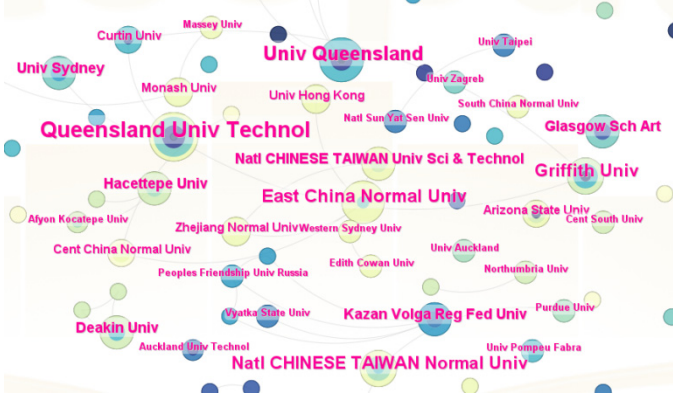 Massey Univ
Curtin Univ
Univ Queensland
Univ Taipei
Univ Sydney
Univ Zagreb
Monash Univ
Univ Hong Kong
South China Normal Univ
Natl Sun Yat Sen Univ
Queensland Univ Technol
Glasgow Sch Art
Natl CHINESE TAIWAN Univ Sci & Technol
Griffith Univ
Hacettepe Univ
East China Normal Univ
Arizona State Univ
Afyon Kocatepe Univ
Cent South Univ
Zhejiang Normal Univ
Western Sydney Univ
Cent China Normal Univ
Univ Auckland
Edith Cowan Univ
Peoples Friendship Univ Russia
Northumbria Univ
Purdue Univ
Vyatka State Univ
Kazan Volga Reg Fed Univ
Deakin Univ
Auckland Univ Technol
Univ Pompeu Fabra
Natl CHINESE TAIWAN Normal Univ